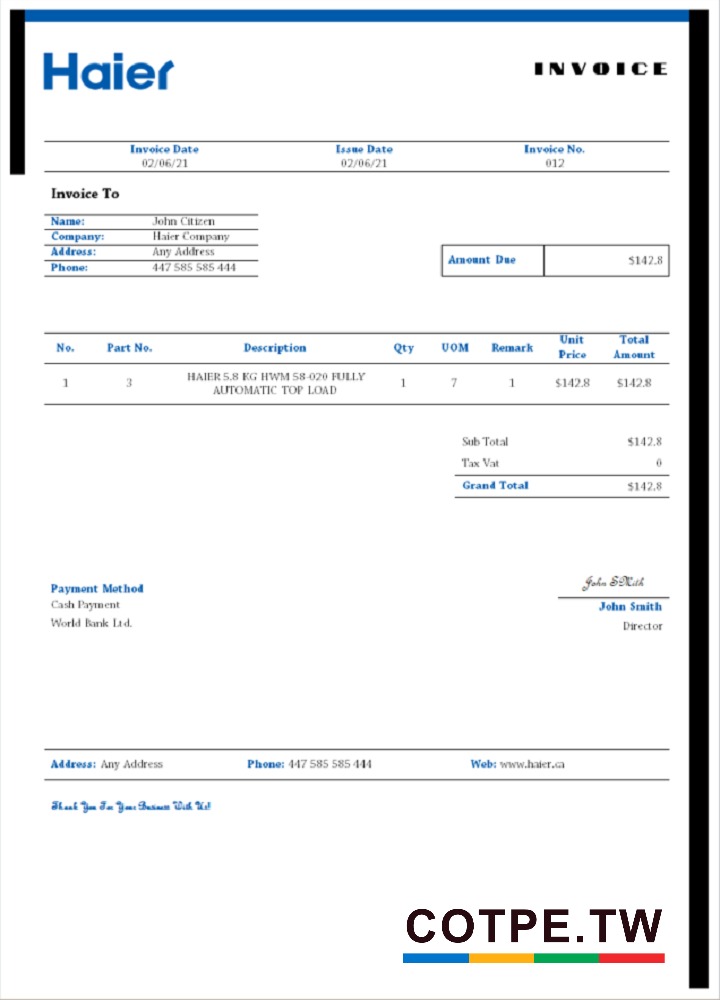 Haier
INVOICE
Invoice Date Issue Date Invoice No.
02/06/21 02/06/21 012
Invoice To
Name: John Citizen
Company: Haier Company
Address: Any Address
Phone: 447 585 585 444
Amount Due $142.8
No. Part No. Description Qty UOM Remark Unit Price Total Amount
1 3 HAIER 5.8 KG HWM 58-020 FULLY 1 7 1 $142.8 $142.8
AUTOMATIC TOP LOAD
Sub Total $142.8
Tax Vat 0
Grand Total $142.8
Payment Method
Cash Payment
World Bank Ltd.
John SMith
John Smith
Director
Address: Any Address Phone: 447 585 585 444 Web: www.haier.ca
Thank You For Your Business With Us!
COTPE.TW